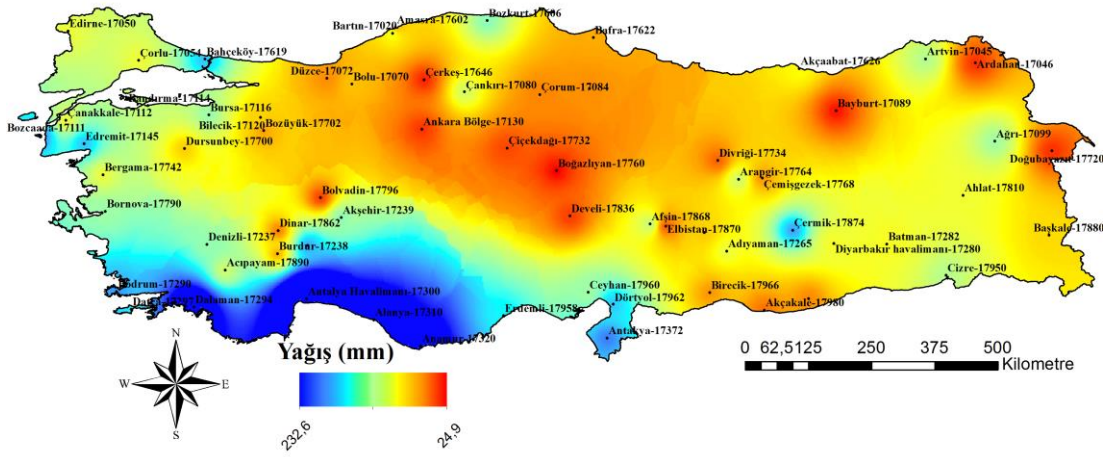 Edirne-17050
Çorlu-17054
Bahçeköy-17619
Bartın-17020
Amasra-17602
Bozkurt-17606
Bafra-17622
Düzce-17072
Bolu-17070
Çerkeş-17646
Çankırı-17080
Çorum-17084
Akçaabat-17626
Artvin-17045
Ardahan-17046
Bandırma-17114
Çanakkale-17112
Bozcaada-17111
Edremit-17145
Bursa-17116
Bilecik-17120
Bozüyük-17702
Dursunbey-17700
Ankara Bölge-17130
Çiçekdağı-17732
Boğazlıyan-17760
Bayburt-17089
Ağrı-17099
Doğubayazıt-17720
Divriği-17734
Arapgir-17764
Çemişgezek-17768
Ahlat-17810
Bergama-17742
Bornova-17790
Bolvadin-17796
Akşehir-17239
Dinar-17862
Develi-17836
Afşin-17868
Elbistan-17870
Çermik-17874
Batman-17282
Diyarbakır havalimanı-17280
Adıyaman-17265
Başkale-17880
Cizre-17950
Denizli-17237
Burdur-17238
Acıpayam-17890
Dalaman-17294
Antalya Havalimanı-17300
Alanya-17310
Ceyhan-17960
Dörtyol-17962
Erdemli-17958
Birecik-17966
Akçakale-17980
Antakya-17372
N
W E
S
Yağış (mm)
232,6
24,9
0 62,5 125 250 375 500
Kilometre